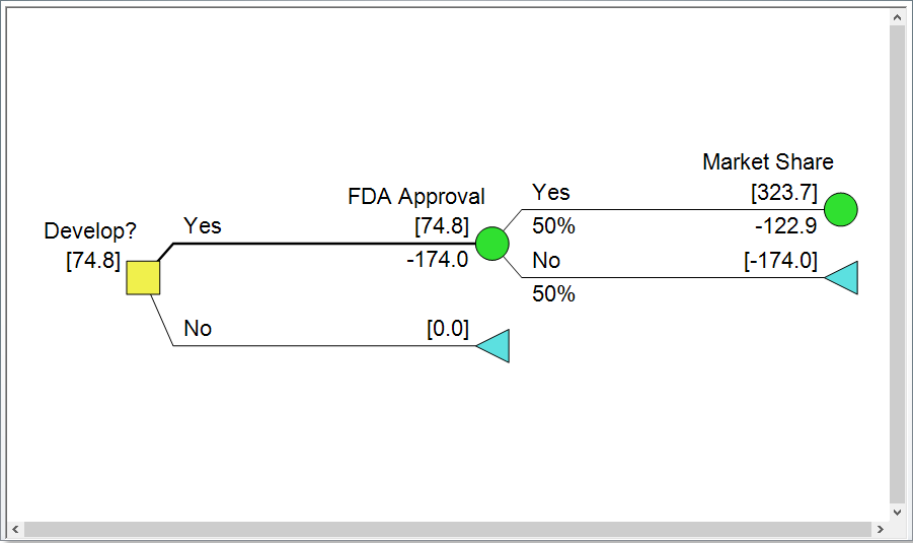 Market Share
FDA Approval
Yes
[323.7]
Develop?
Yes
[74.8]
50%
-122.9
[74.8]
-174.0
No
[-174.0]
50%
No
[0.0]